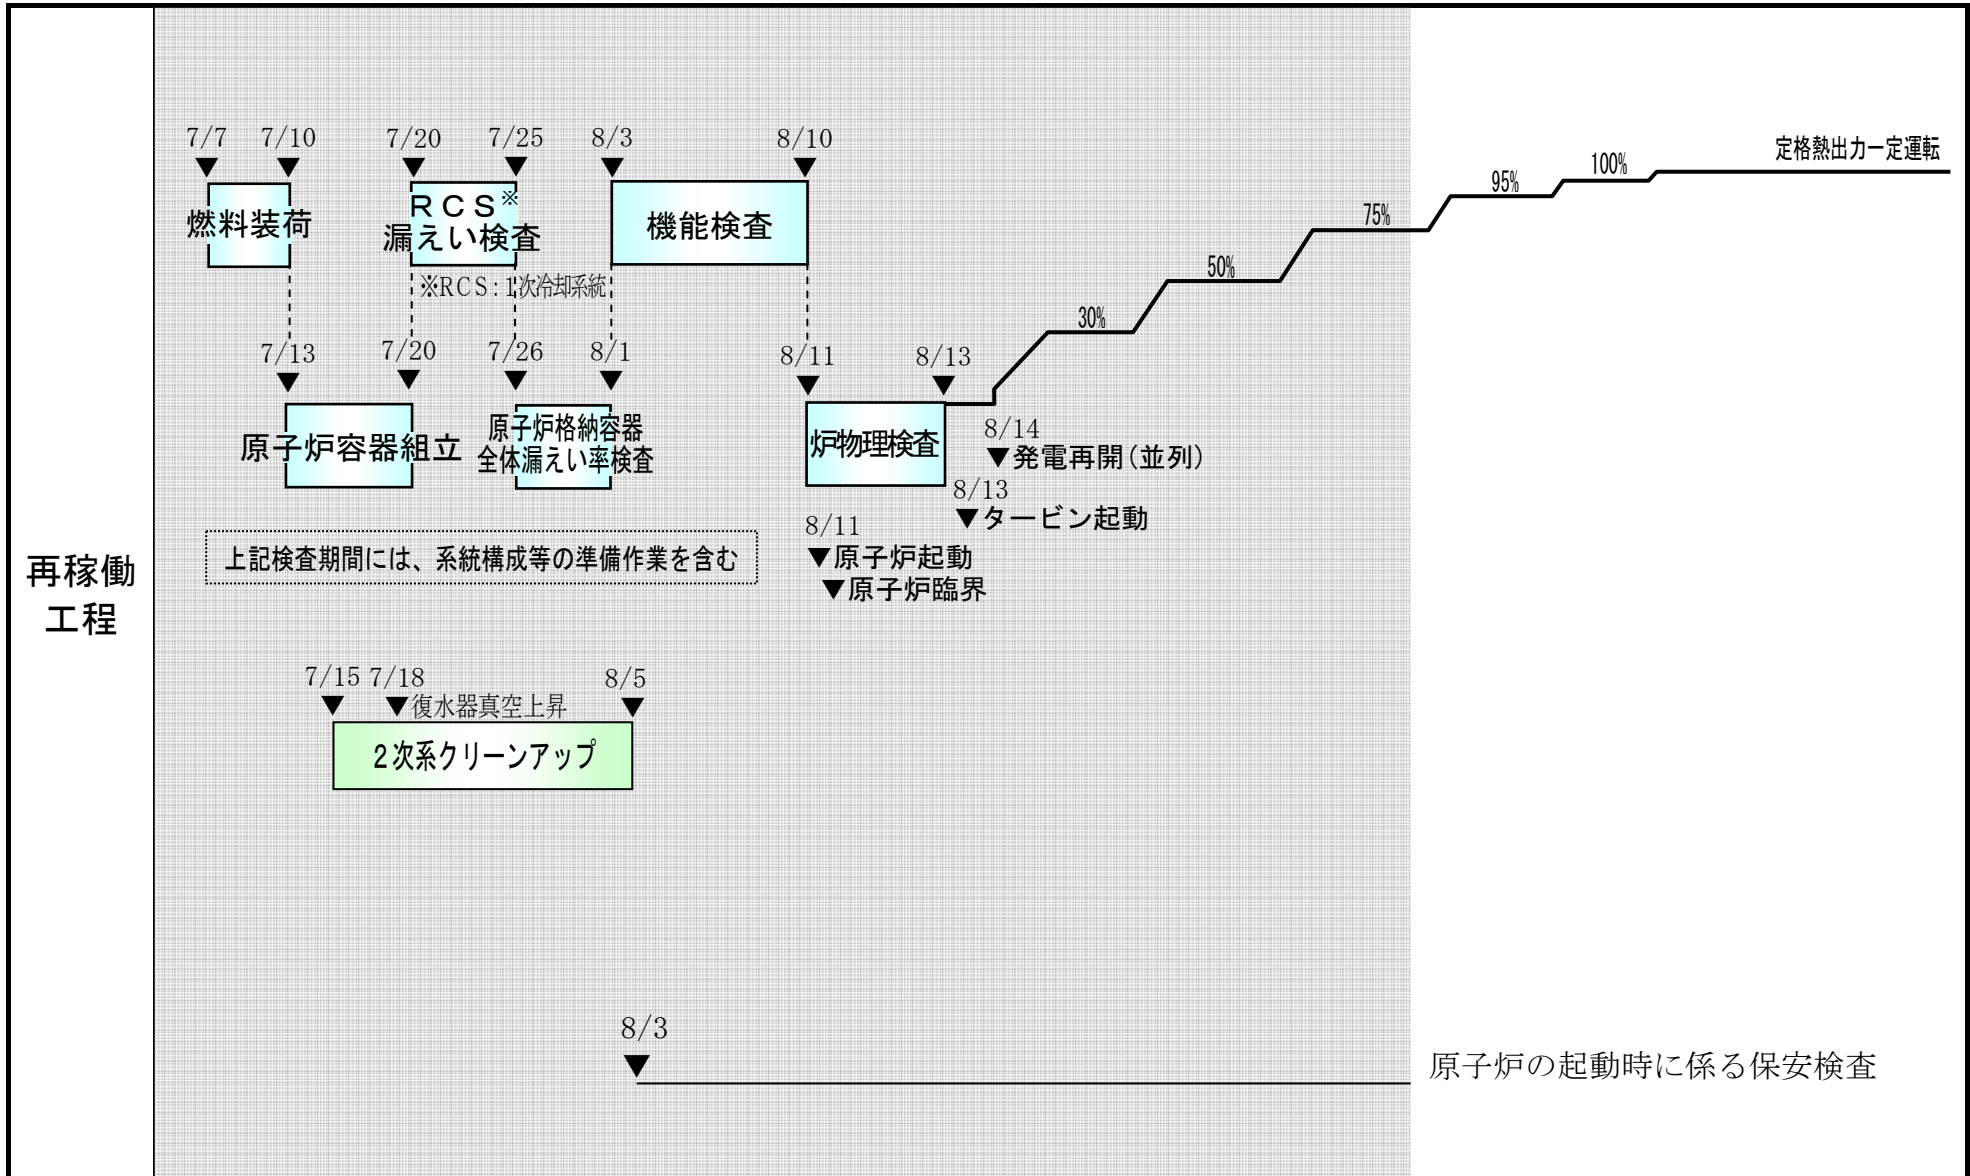 再稼働
工程
7/7 7/10 7/20 7/25 8/3 8/10
▼ ▼ ▼ ▼ ▼ ▼
燃料装荷
RCS※
漏えい検査
機能検査
※RCS:1次冷却系統
7/13 7/20 7/26 8/1 8/11 8/13
▼ ▼ ▼ ▼ ▼ ▼
原子炉容器組立
原子炉格納容器
全体漏えい率検査
炉物理検査
30%
50%
75%
95%
100%
定格熱出力一定運転
8/14
▼発電再開(並列)
8/13
▼タービン起動
8/11
▼原子炉起動
▼原子炉臨界
上記検査期間には、系統構成等の準備作業を含む
7/15 7/18 8/5
▼ ▼復水器真空上昇 ▼
2次系クリーンアップ
8/3
▼
原子炉の起動時に係る保安検査